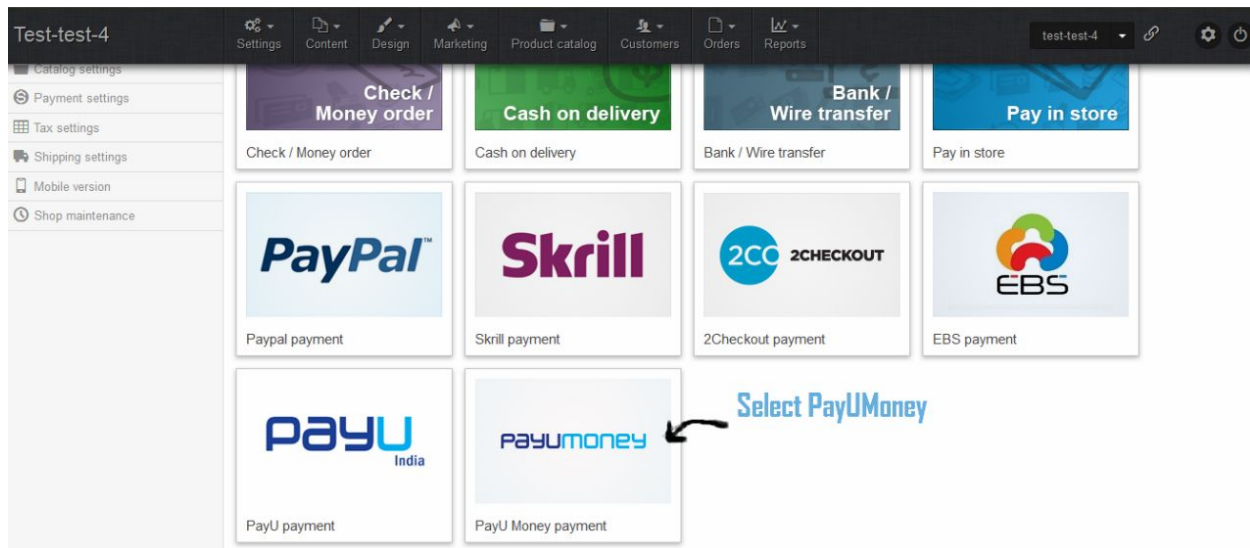 Test-test-4
Settings
Content
Design
Marketing
Product catalog
Customers
Orders
Reports
test-test-4
Catalog settings
Payment settings
Tax settings
Shipping settings
Mobile version
Shop maintenance
Check /
Money order
Check / Money order
Cash on delivery
Cash on delivery
Bank /
Wire transfer
Bank / Wire transfer
Pay in store
Pay in store
PayPal™
Paypal payment
Skrill
Skrill payment
2CO 2CHECKOUT
2Checkout payment
EBS
EBS payment
PayU
India
PayU payment
PayUmoney
PayU Money payment
Select PayUMoney